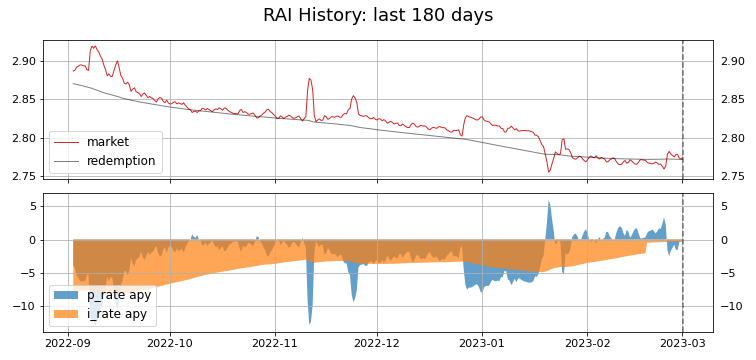 RAI History: last 180 days
2.90 2.90
2.85 2.85
2.80 2.80
2.75 2.75
market
redemption
5 5
0 0
−5 −5
−10 −10
p_rate apy
i_rate apy
2022-09 2022-10 2022-11 2022-12 2023-01 2023-02 2023-03